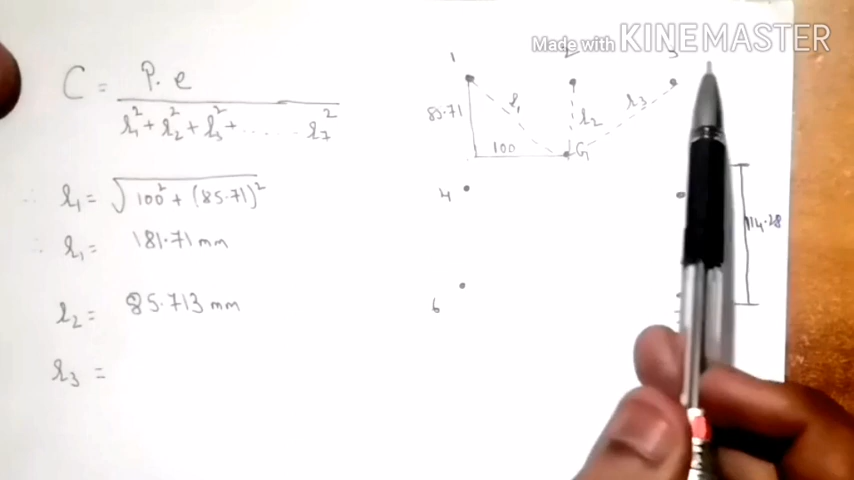 Made with KINEMASTER
C = P. e
l₁² + l₂² + l₃² + ...... l₇²
∴ l₁ = √100² + (85.71)²
∴ l₁ = 181.71 mm
l₂ = 85.713 mm
l₃ =
1 2 3
85.71
l₁ l₂ l₃
100 G
4
114.28
6